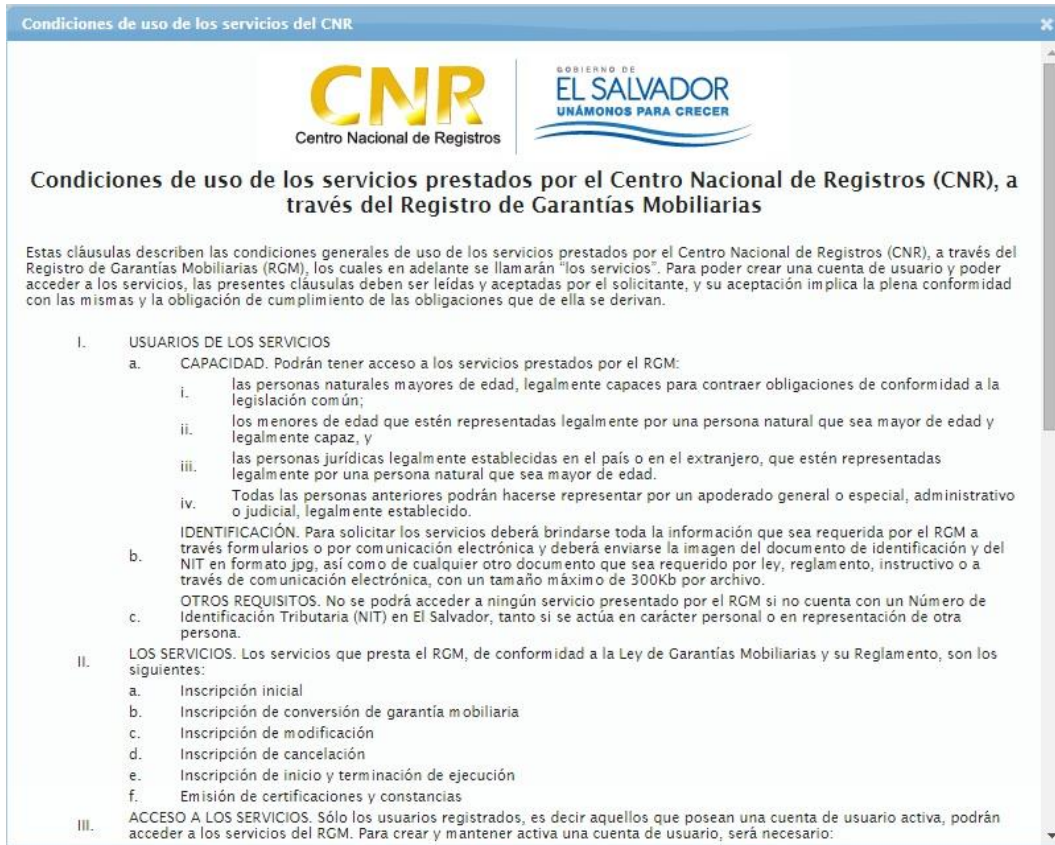 Condiciones de uso de los servicios del CNR
CNR
Centro Nacional de Registros
GOBIERNO DE
EL SALVADOR
UNÁMONOS PARA CRECER
Condiciones de uso de los servicios prestados por el Centro Nacional de Registros (CNR), a
través del Registro de Garantías Mobiliarias
Estas cláusulas describen las condiciones generales de uso de los servicios prestados por el Centro Nacional de Registros (CNR), a través del
Registro de Garantías Mobiliarias (RGM), los cuales en adelante se llamarán "los servicios". Para poder crear una cuenta de usuario y poder
acceder a los servicios, las presentes cláusulas deben ser leídas y aceptadas por el solicitante, y su aceptación implica la plena conformidad
con las mismas y la obligación de cumplimiento de las obligaciones que de ella se derivan.
I. USUARIOS DE LOS SERVICIOS
a. CAPACIDAD. Podrán tener acceso a los servicios prestados por el RGM:
i. las personas naturales mayores de edad, legalmente capaces para contraer obligaciones de conformidad a la
legislación común;
ii. los menores de edad que estén representadas legalmente por una persona natural que sea mayor de edad y
legalmente capaz, y
iii. las personas jurídicas legalmente establecidas en el país o en el extranjero, que estén representadas
legalmente por una persona natural que sea mayor de edad.
iv. Todas las personas anteriores podrán hacerse representar por un apoderado general o especial, administrativo
o judicial, legalmente establecido.
b. IDENTIFICACIÓN. Para solicitar los servicios deberá brindarse toda la información que sea requerida por el RGM a
través formularios o por comunicación electrónica y deberá enviarse la imagen del documento de identificación y del
NIT en formato jpg, así como de cualquier otro documento que sea requerido por ley, reglamento, instructivo o a
través de comunicación electrónica, con un tamaño máximo de 300Kb por archivo.
c. OTROS REQUISITOS. No se podrá acceder a ningún servicio presentado por el RGM si no cuenta con un Número de
Identificación Tributaria (NIT) en El Salvador, tanto si se actúa en carácter personal o en representación de otra
persona.
II. LOS SERVICIOS. Los servicios que presta el RGM, de conformidad a la Ley de Garantías Mobiliarias y su Reglamento, son los
siguientes:
a. Inscripción inicial
b. Inscripción de conversión de garantía mobiliaria
c. Inscripción de modificación
d. Inscripción de cancelación
e. Inscripción de inicio y terminación de ejecución
f. Emisión de certificaciones y constancias
III. ACCESO A LOS SERVICIOS. Sólo los usuarios registrados, es decir aquellos que posean una cuenta de usuario activa, podrán
acceder a los servicios del RGM. Para crear y mantener activa una cuenta de usuario, será necesario: